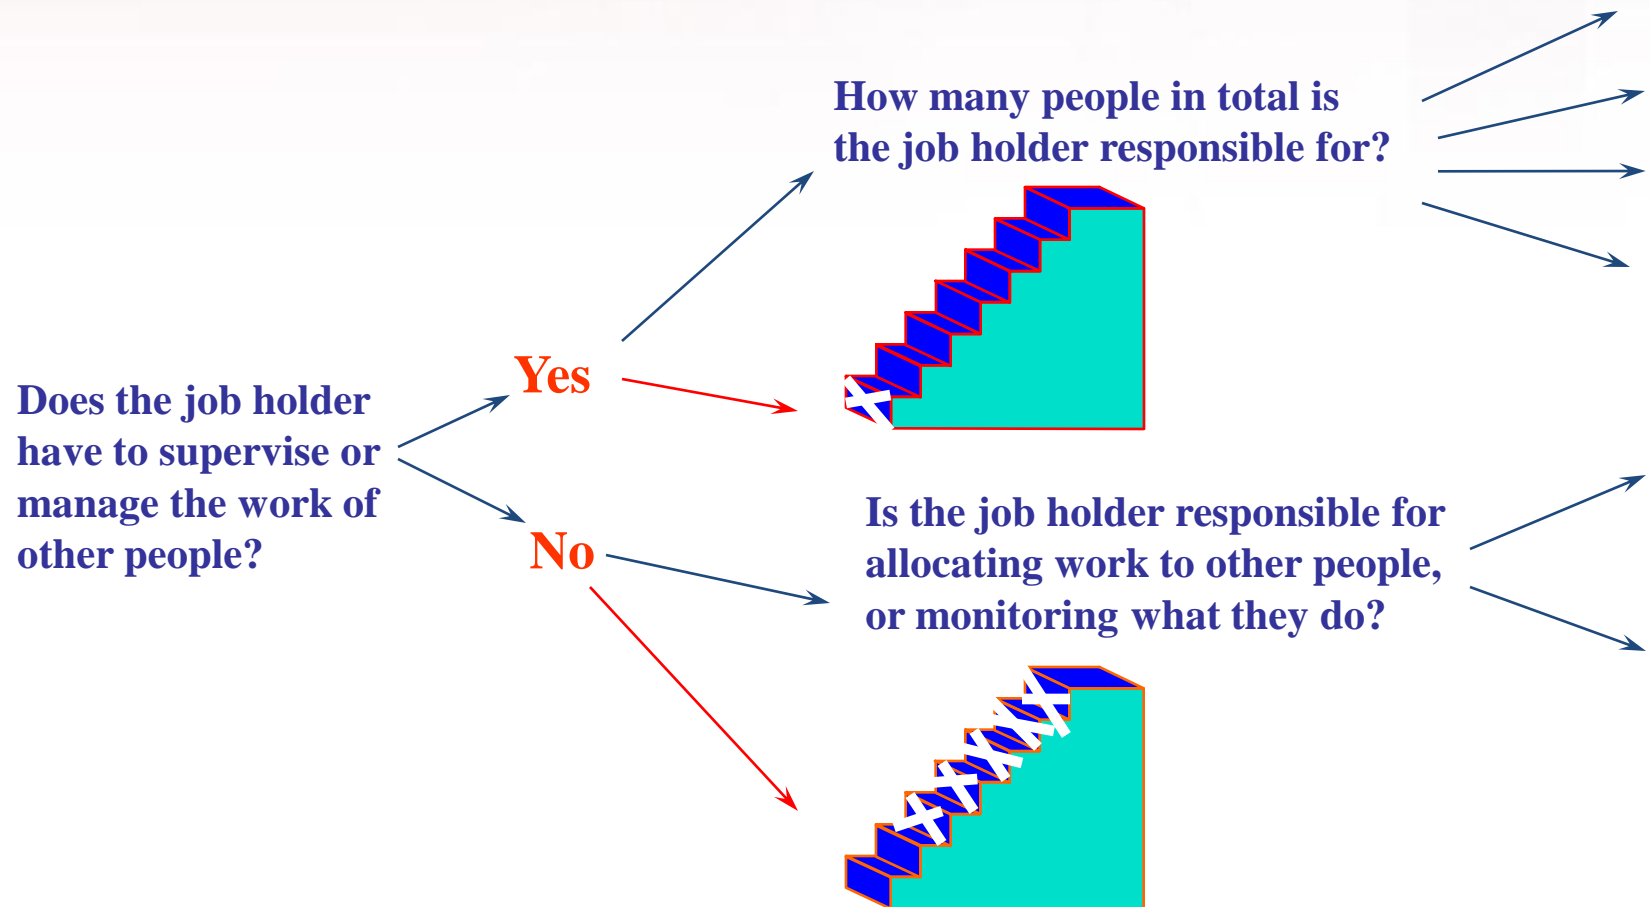 Does the job holder
have to supervise or
manage the work of
other people?
Yes
No
How many people in total is
the job holder responsible for?
Is the job holder responsible for
allocating work to other people,
or monitoring what they do?